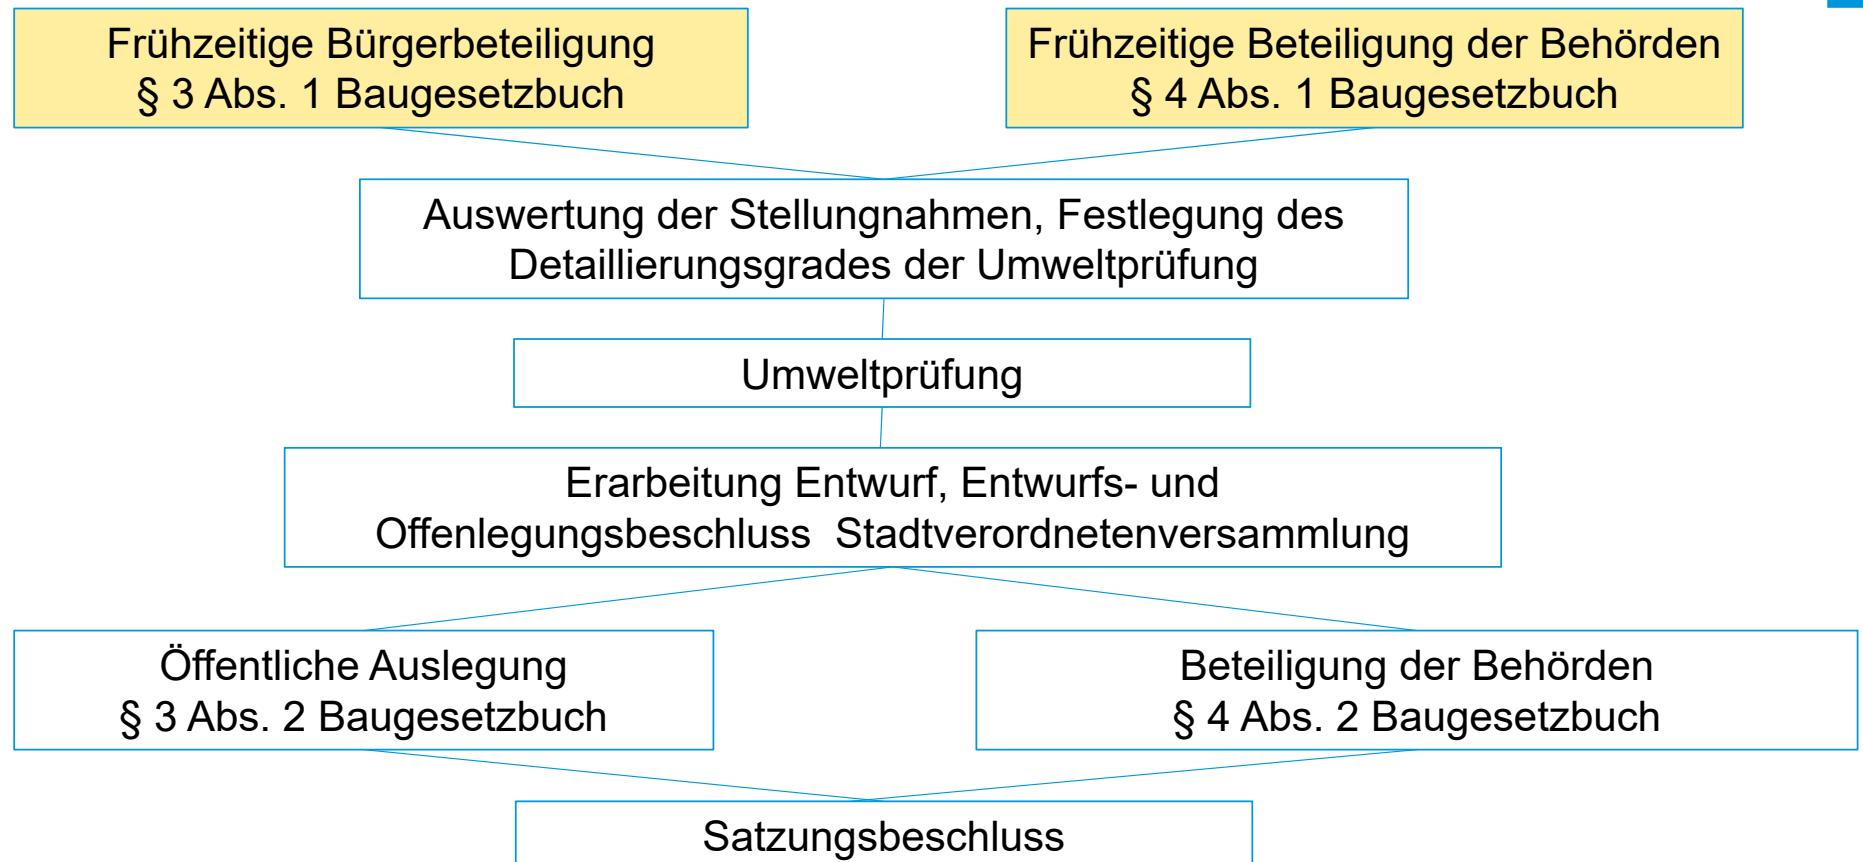 Frühzeitige Bürgerbeteiligung
§ 3 Abs. 1 Baugesetzbuch
Frühzeitige Beteiligung der Behörden
§ 4 Abs. 1 Baugesetzbuch
Auswertung der Stellungnahmen, Festlegung des
Detaillierungsgrades der Umweltprüfung
Umweltprüfung
Erarbeitung Entwurf, Entwurfs- und
Offenlegungsbeschluss  Stadtverordnetenversammlung
Öffentliche Auslegung
§ 3 Abs. 2 Baugesetzbuch
Beteiligung der Behörden
§ 4 Abs. 2 Baugesetzbuch
Satzungsbeschluss